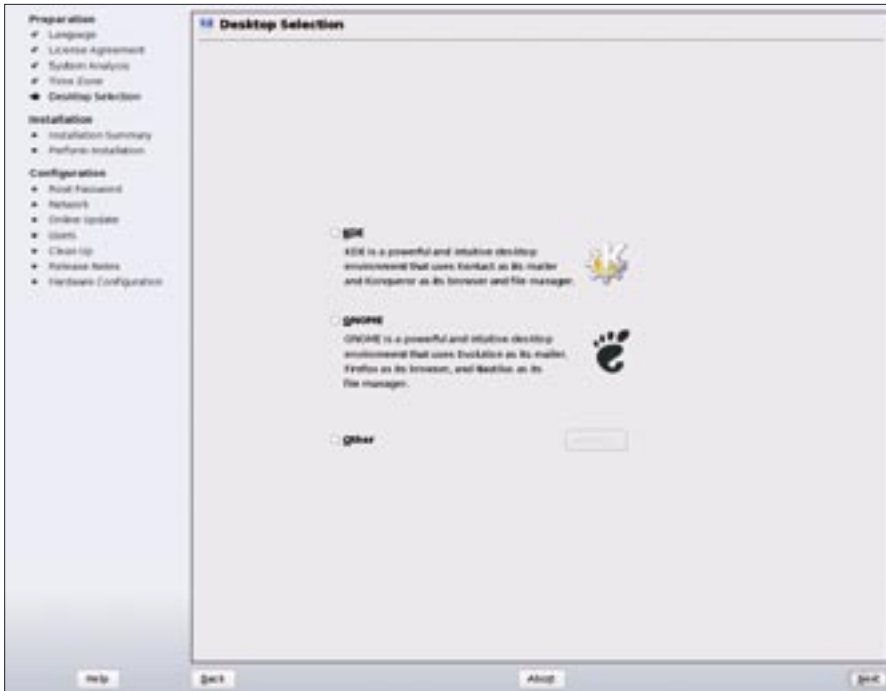 Preparation
Language
License Agreement
System Analysis
Time Zone
Desktop Selection
Installation
Installation Summary
Perform Installation
Configuration
Root Password
Network
Online Update
Users
Clean Up
Release Notes
Hardware Configuration
Desktop Selection
KDE
KDE is a powerful and intuitive desktop
environment that uses Kontact as its mailer
and Konqueror as its browser and file manager.
GNOME
GNOME is a powerful and intuitive desktop
environment that uses Evolution as its mailer,
Firefox as its browser, and Nautilus as its
file manager.
Other
Help
Back
Abort
Next